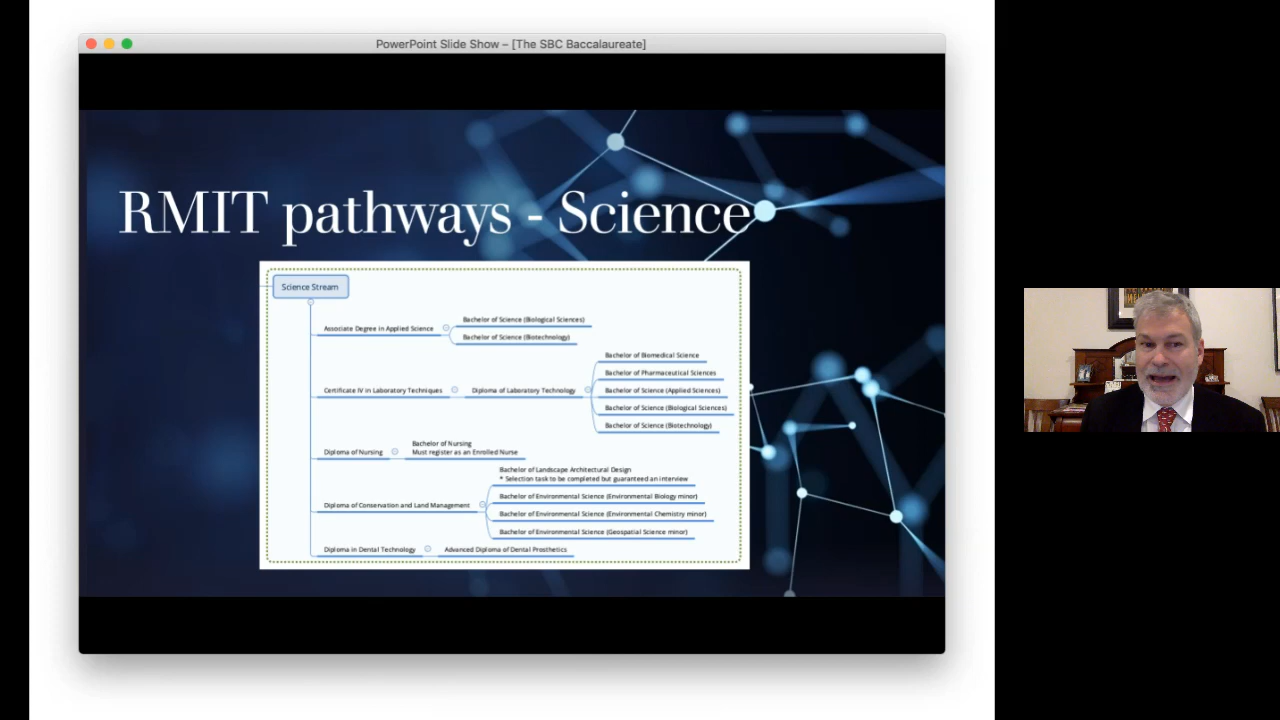 PowerPoint Slide Show – [The SBC Baccalaureate]
RMIT pathways - Science
Science Stream
Associate Degree in Applied Science
Bachelor of Science (Biological Sciences)
Bachelor of Science (Biotechnology)
Certificate IV in Laboratory Techniques
Diploma of Laboratory Technology
Bachelor of Biomedical Science
Bachelor of Pharmaceutical Sciences
Bachelor of Science (Applied Sciences)
Bachelor of Science (Biological Sciences)
Bachelor of Science (Biotechnology)
Diploma of Nursing
Bachelor of Nursing
Must register as an Enrolled Nurse
Diploma of Conservation and Land Management
Bachelor of Landscape Architectural Design
* Selection task to be completed but guaranteed an interview
Bachelor of Environmental Science (Environmental Biology minor)
Bachelor of Environmental Science (Environmental Chemistry minor)
Bachelor of Environmental Science (Geospatial Science minor)
Diploma in Dental Technology
Advanced Diploma of Dental Prosthetics